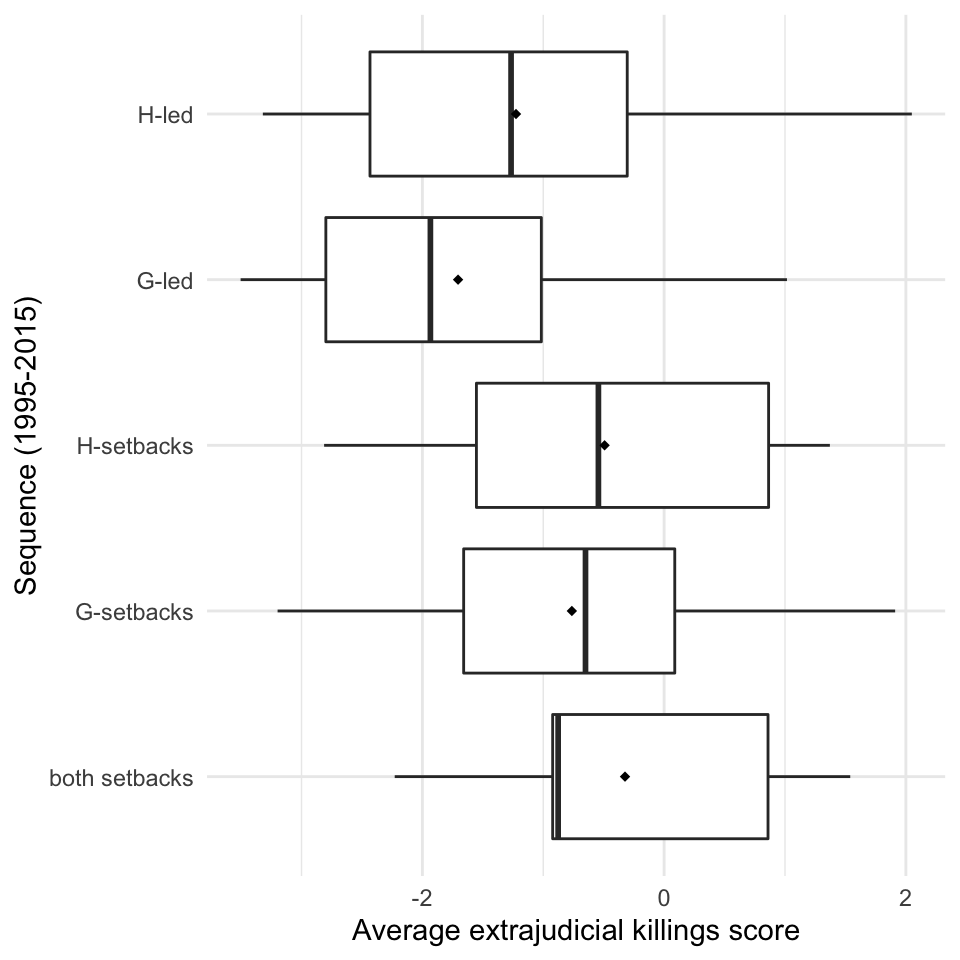 H-led
G-led
H-setbacks
G-setbacks
both setbacks
Sequence (1995-2015)
-2
0
2
Average extrajudicial killings score